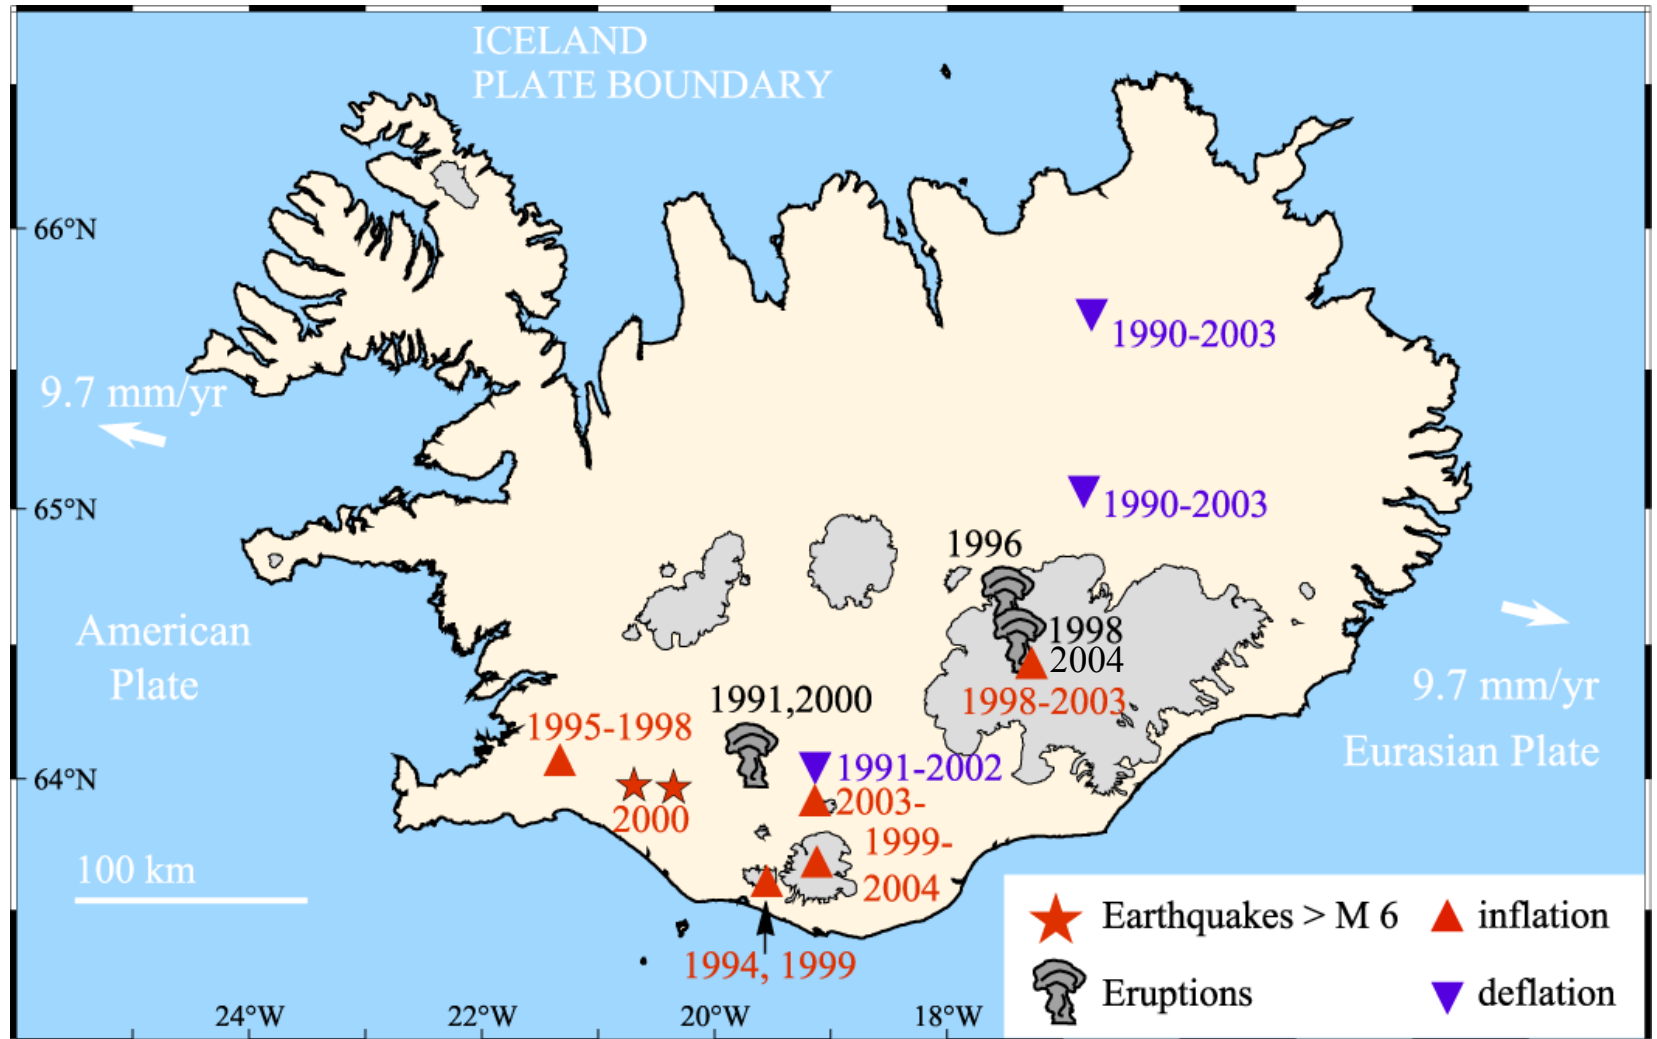 ICELAND
PLATE BOUNDARY
66°N
1990-2003
9.7 mm/yr
65°N
1990-2003
1996
American
Plate
1998
2004
1998-2003
9.7 mm/yr
Eurasian Plate
1991,2000
1995-1998
64°N
1991-2002
2003-
2000
1999-
2004
100 km
1994, 1999
Earthquakes > M 6
inflation
Eruptions
deflation
24°W
22°W
20°W
18°W